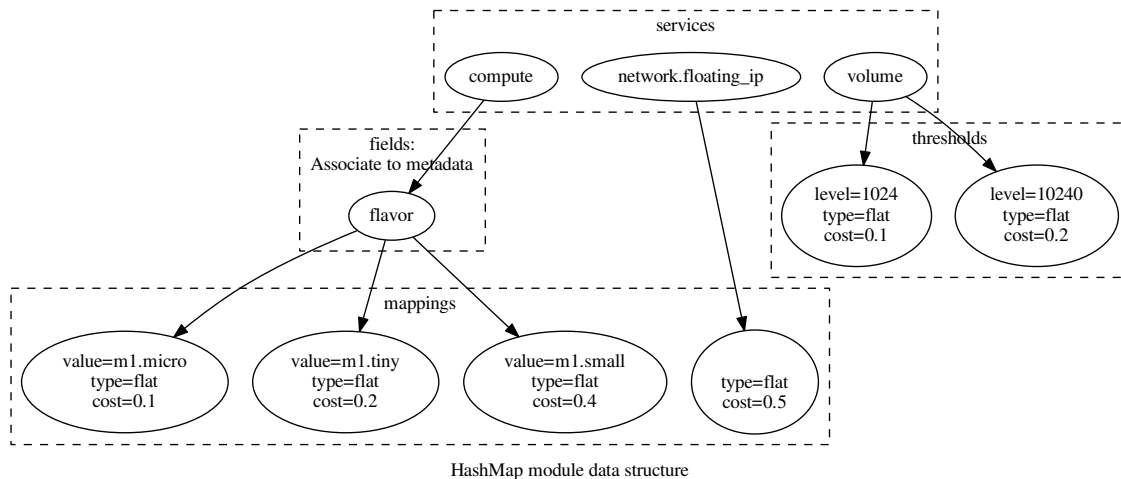 services
compute
network.floating_ip
volume
fields:
Associate to metadata
flavor
thresholds
level=1024
type=flat
cost=0.1
level=10240
type=flat
cost=0.2
mappings
value=m1.micro
type=flat
cost=0.1
value=m1.tiny
type=flat
cost=0.2
value=m1.small
type=flat
cost=0.4
type=flat
cost=0.5
HashMap module data structure